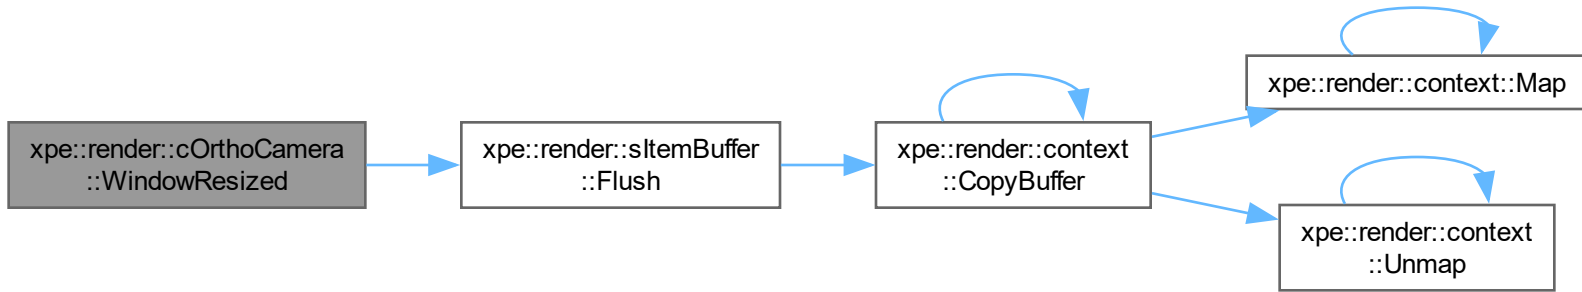 xpe::render::cOrthoCamera
::WindowResized
xpe::render::sItemBuffer
::Flush
xpe::render::context
::CopyBuffer
xpe::render::context::Map
xpe::render::context
::Unmap